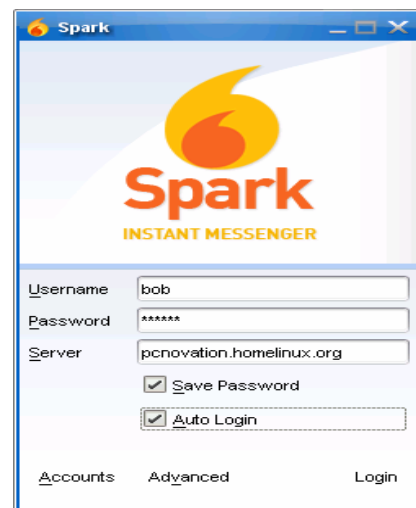 Spark
Spark
INSTANT MESSENGER
Username bob
Password ******
Server pcnovation.homelinux.org
Save Password
Auto Login
Accounts Advanced Login